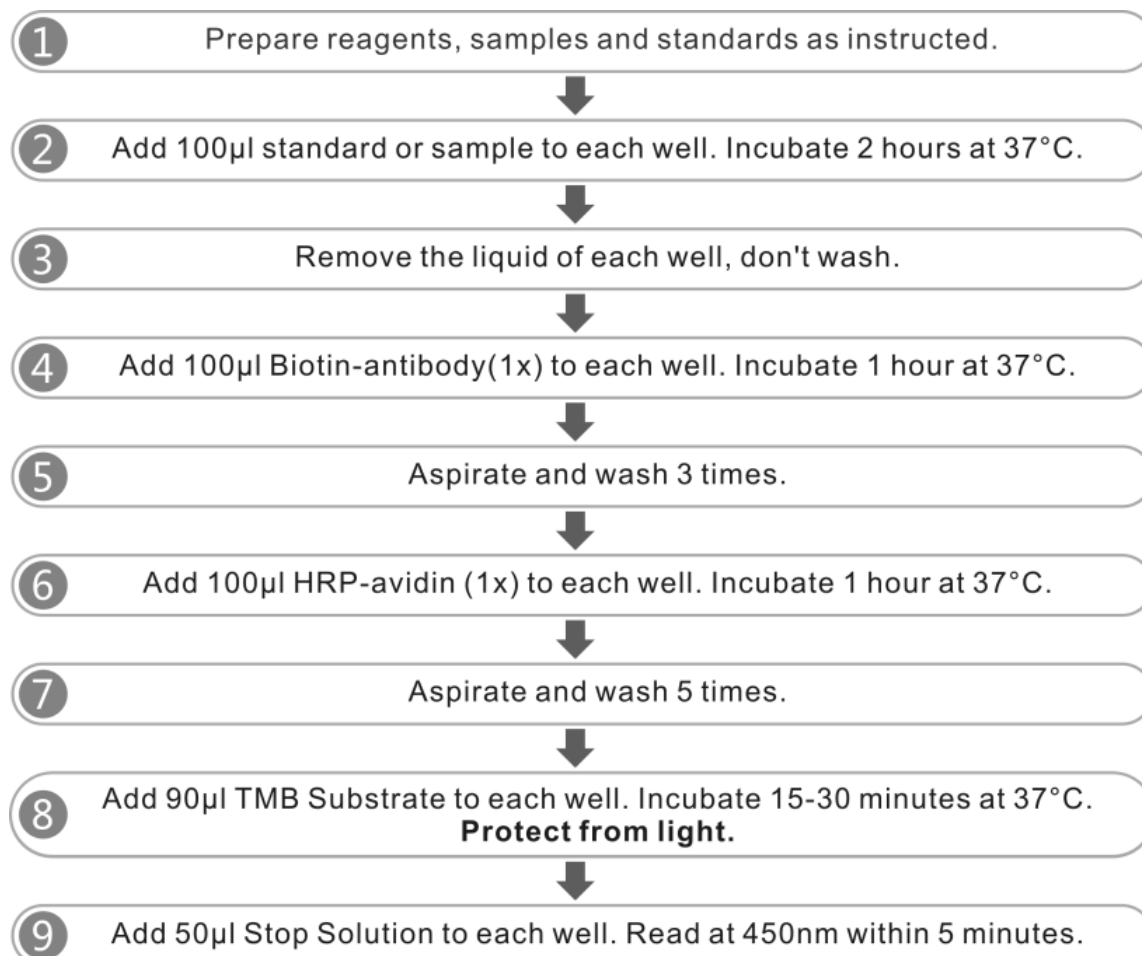 1 Prepare reagents, samples and standards as instructed.
2 Add 100µl standard or sample to each well. Incubate 2 hours at 37°C.
3 Remove the liquid of each well, don't wash.
4 Add 100µl Biotin-antibody(1x) to each well. Incubate 1 hour at 37°C.
5 Aspirate and wash 3 times.
6 Add 100µl HRP-avidin (1x) to each well. Incubate 1 hour at 37°C.
7 Aspirate and wash 5 times.
8 Add 90µl TMB Substrate to each well. Incubate 15-30 minutes at 37°C.
Protect from light.
9 Add 50µl Stop Solution to each well. Read at 450nm within 5 minutes.